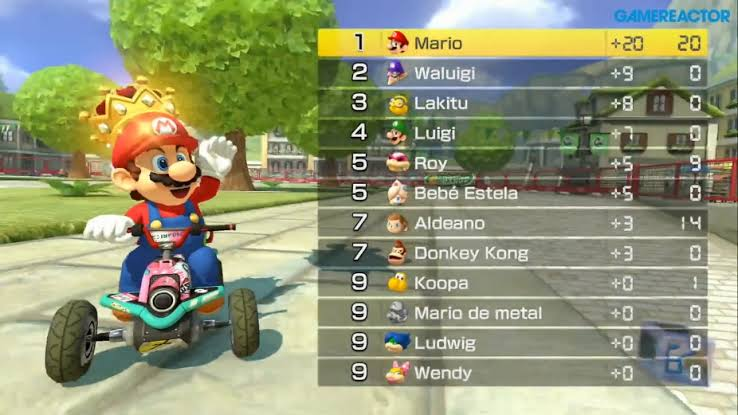 GAMEREACTOR
1 Mario +20 20
2 Waluigi +9 0
3 Lakitu +8 0
4 Luigi +7 0
5 Roy +5 9
5 Bebé Estela +5 0
7 Aldeano +3 14
7 Donkey Kong +3 0
9 Koopa +0 1
9 Mario de metal +0 0
9 Ludwig +0 0
9 Wendy +0 0
M